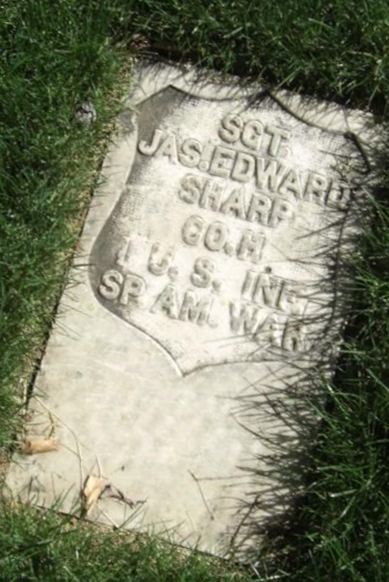 SGT.
JAS. EDWARD
SHARP
CO. H.
1 U. S. INF.
SP. AM. WAR.